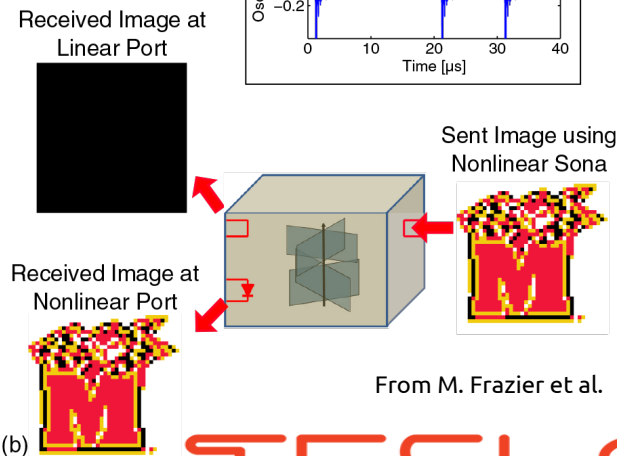 Received Image at
Linear Port
−0.2
0 10 20 30 40
Time [µs]
Sent Image using
Nonlinear Sona
Received Image at
Nonlinear Port
M
M
From M. Frazier et al.
(b)